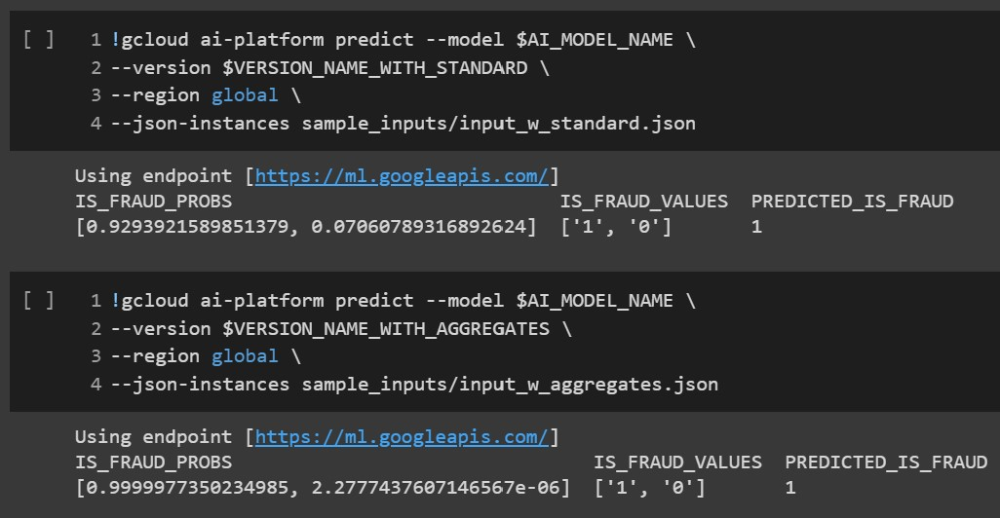 [ ] 1 !gcloud ai-platform predict --model $AI_MODEL_NAME \
2 --version $VERSION_NAME_WITH_STANDARD \
3 --region global \
4 --json-instances sample_inputs/input_w_standard.json
Using endpoint [https://ml.googleapis.com/]
IS_FRAUD_PROBS IS_FRAUD_VALUES PREDICTED_IS_FRAUD
[0.9293921589851379, 0.07060789316892624] ['1', '0'] 1
[ ] 1 !gcloud ai-platform predict --model $AI_MODEL_NAME \
2 --version $VERSION_NAME_WITH_AGGREGATES \
3 --region global \
4 --json-instances sample_inputs/input_w_aggregates.json
Using endpoint [https://ml.googleapis.com/]
IS_FRAUD_PROBS IS_FRAUD_VALUES PREDICTED_IS_FRAUD
[0.9999977350234985, 2.2777437607146567e-06] ['1', '0'] 1